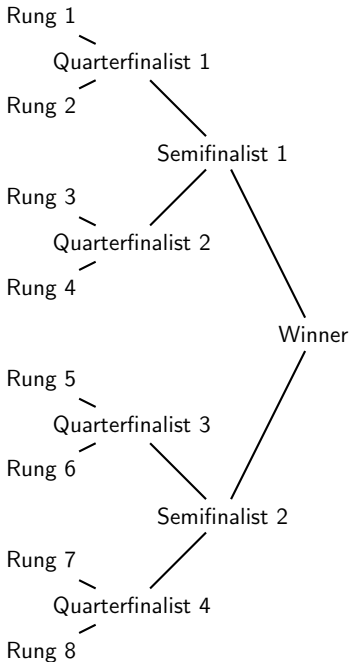 Rung 1
Quarterfinalist 1
Rung 2
Semifinalist 1
Rung 3
Quarterfinalist 2
Rung 4
Winner
Rung 5
Quarterfinalist 3
Rung 6
Semifinalist 2
Rung 7
Quarterfinalist 4
Rung 8